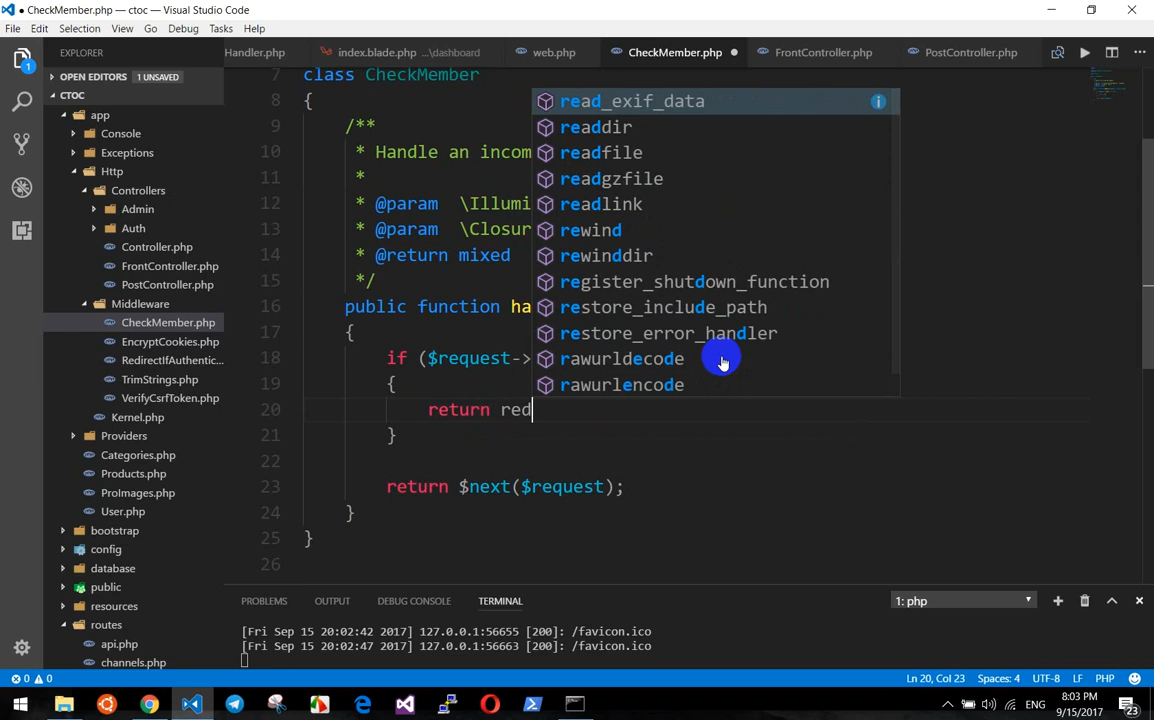 CheckMember.php — ctoc — Visual Studio Code
File Edit Selection View Go Debug Tasks Help
EXPLORER Handler.php index.blade.php ...\dashboard web.php CheckMember.php FrontController.php PostController.php
1
OPEN EDITORS 1 UNSAVED
CTOC
app
Console
Exceptions
Http
Controllers
Admin
Auth
Controller.php
FrontController.php
PostController.php
Middleware
CheckMember.php
EncryptCookies.php
RedirectIfAuthentic...
TrimStrings.php
VerifyCsrfToken.php
Kernel.php
Providers
Categories.php
Products.php
ProImages.php
User.php
bootstrap
config
database
public
resources
routes
api.php
channels.php
7 class CheckMember
8 {
9 /**
10 * Handle an incom
11 *
12 * @param \Illumi
13 * @param \Closur
14 * @return mixed
15 */
16 public function ha
17 {
18 if ($request->
19 {
20 return red
21 }
22
23 return $next($request);
24 }
25 }
26
read_exif_data
readdir
readfile
readgzfile
readlink
rewind
rewinddir
register_shutdown_function
restore_include_path
restore_error_handler
rawurldecode
rawurlencode
PROBLEMS OUTPUT DEBUG CONSOLE TERMINAL 1: php
[Fri Sep 15 20:02:42 2017] 127.0.0.1:56655 [200]: /favicon.ico
[Fri Sep 15 20:02:47 2017] 127.0.0.1:56663 [200]: /favicon.ico
0 0 Ln 20, Col 23 Spaces: 4 UTF-8 LF PHP
ENG 8:03 PM
9/15/2017 23